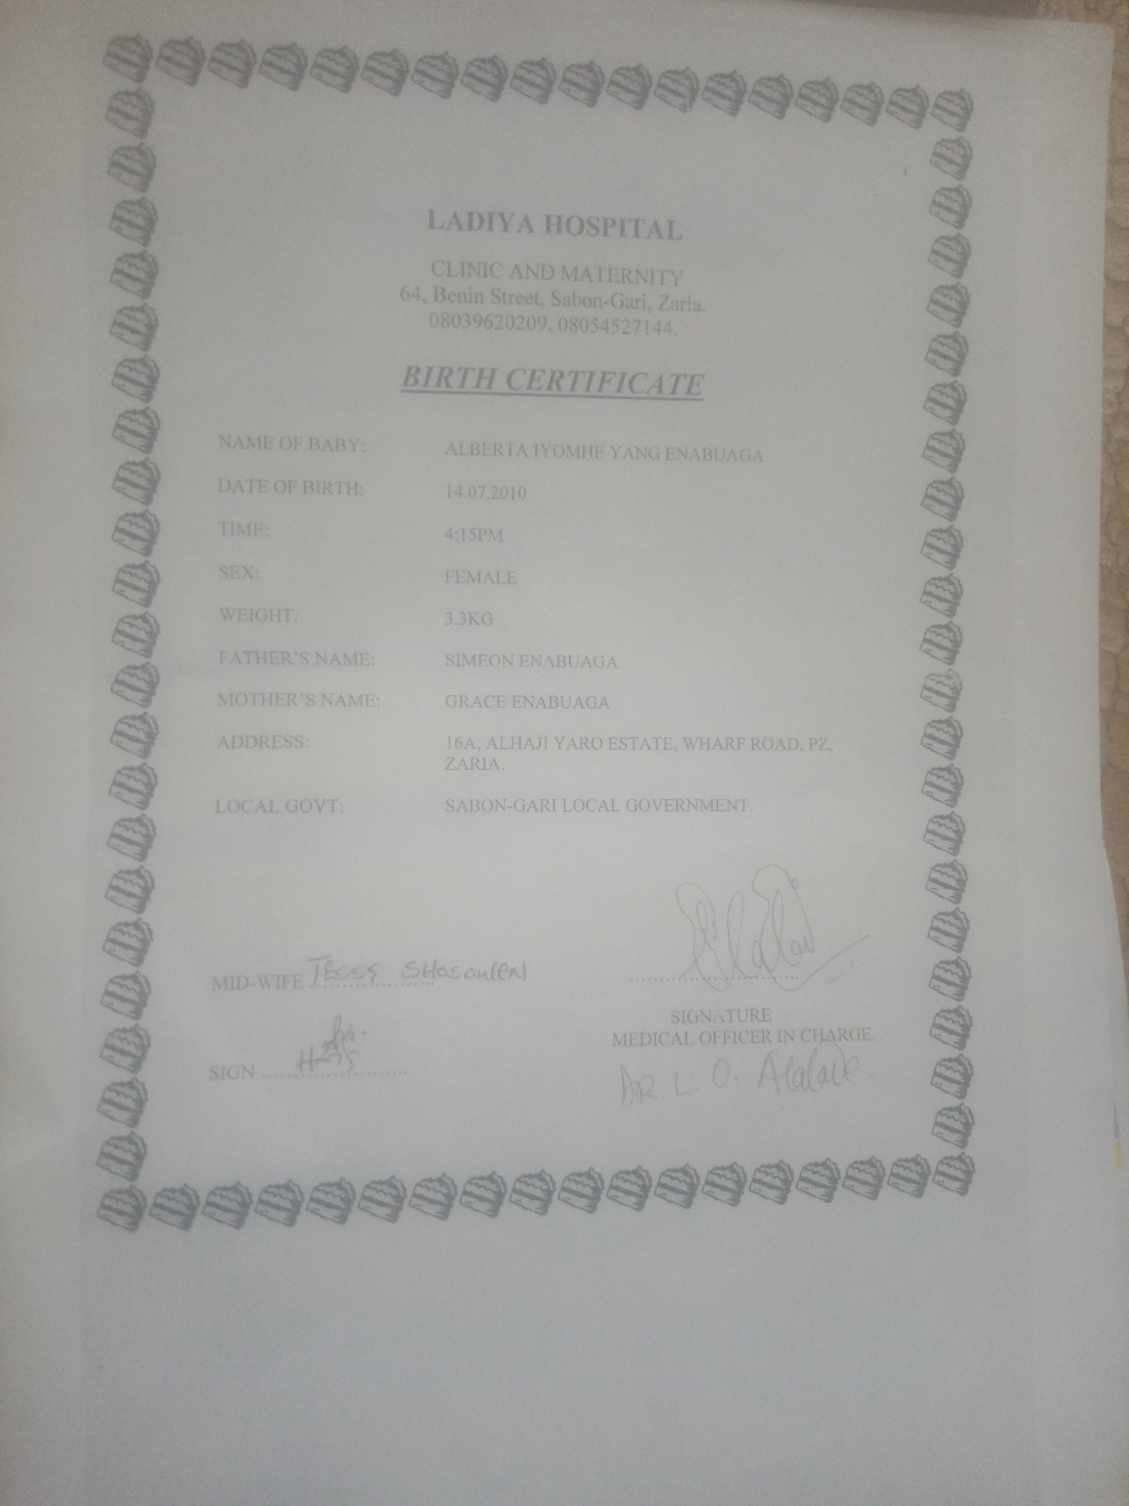 LADIYA HOSPITAL
CLINIC AND MATERNITY
64, Benin Street, Sabon-Gari, Zaria.
08039620209, 08054527144.
BIRTH CERTIFICATE
NAME OF BABY: ALBERTA IYOMHE YANG ENABUAGA
DATE OF BIRTH: 14.07.2010
TIME: 4:15PM
SEX: FEMALE
WEIGHT: 3.3KG
FATHER'S NAME: SIMEON ENABUAGA
MOTHER'S NAME: GRACE ENABUAGA
ADDRESS: 16A, ALHAJI YARO ESTATE, WHARF ROAD, PZ,
ZARIA.
LOCAL GOVT: SABON-GARI LOCAL GOVERNMENT
MID-WIFE
SIGNATURE
MEDICAL OFFICER IN CHARGE
SIGN
DR L. O. Alalade